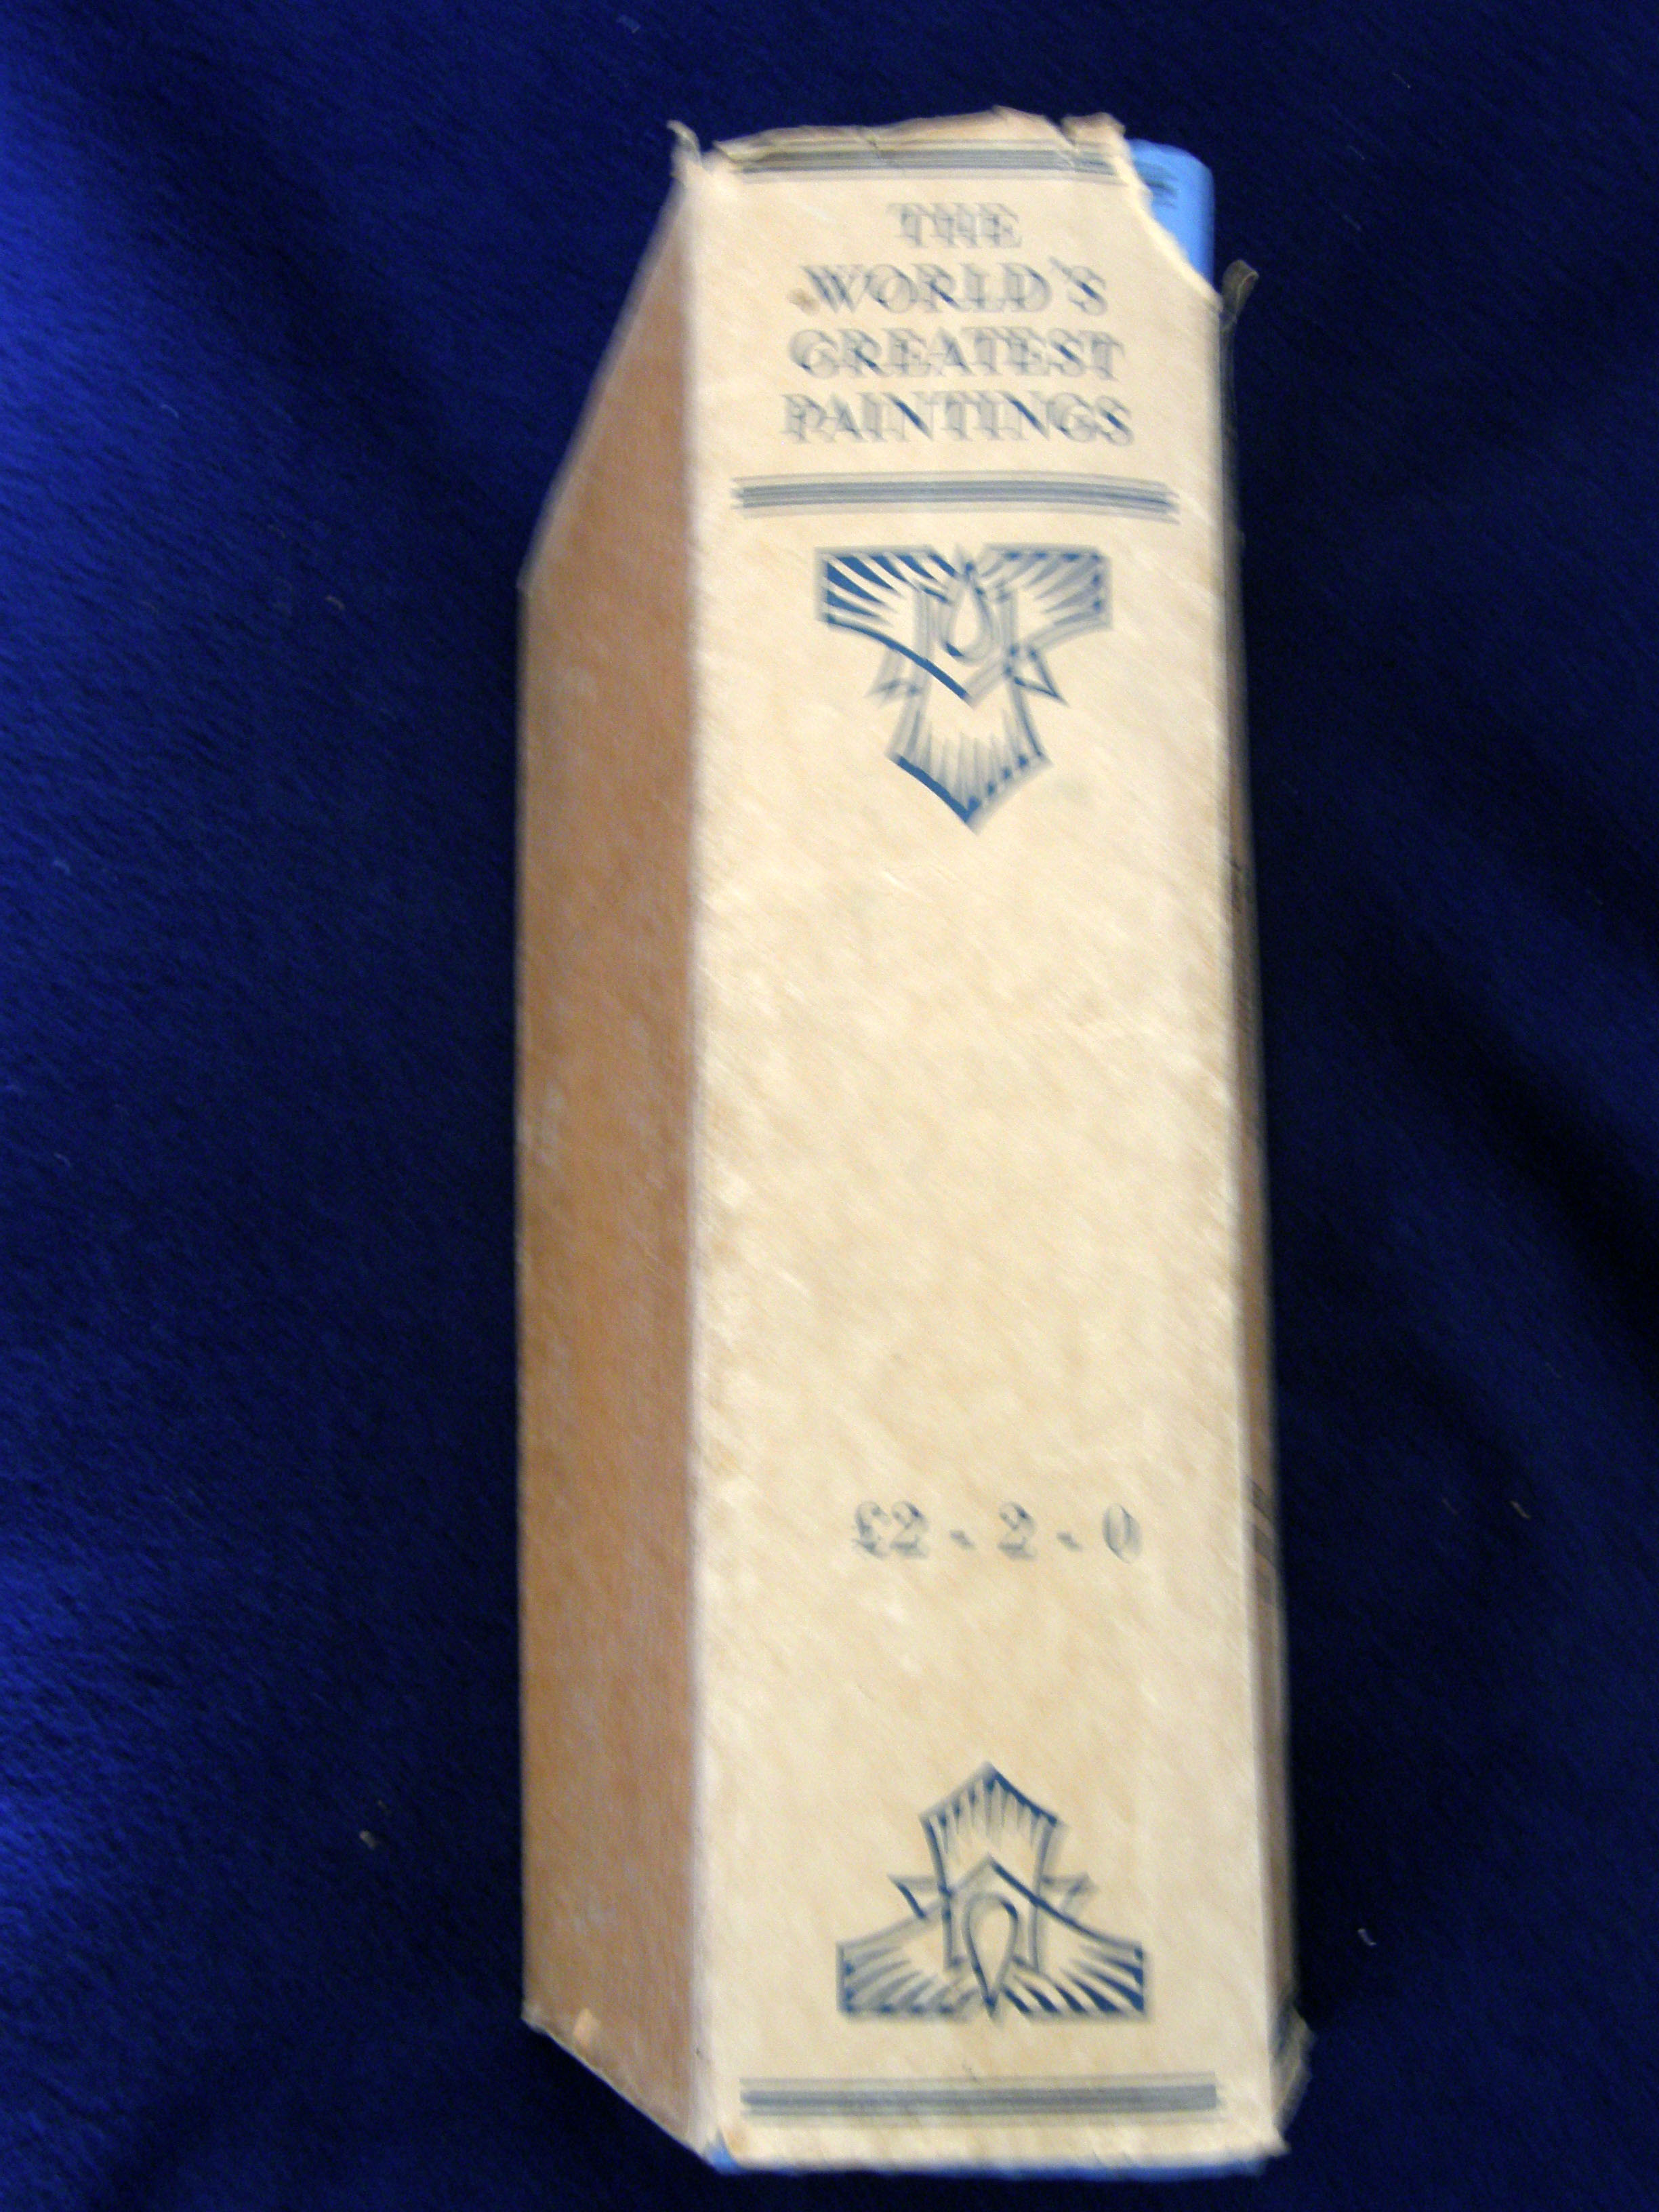 THE
WORLD'S
GREATEST
PAINTINGS
£2 - 2 - 0